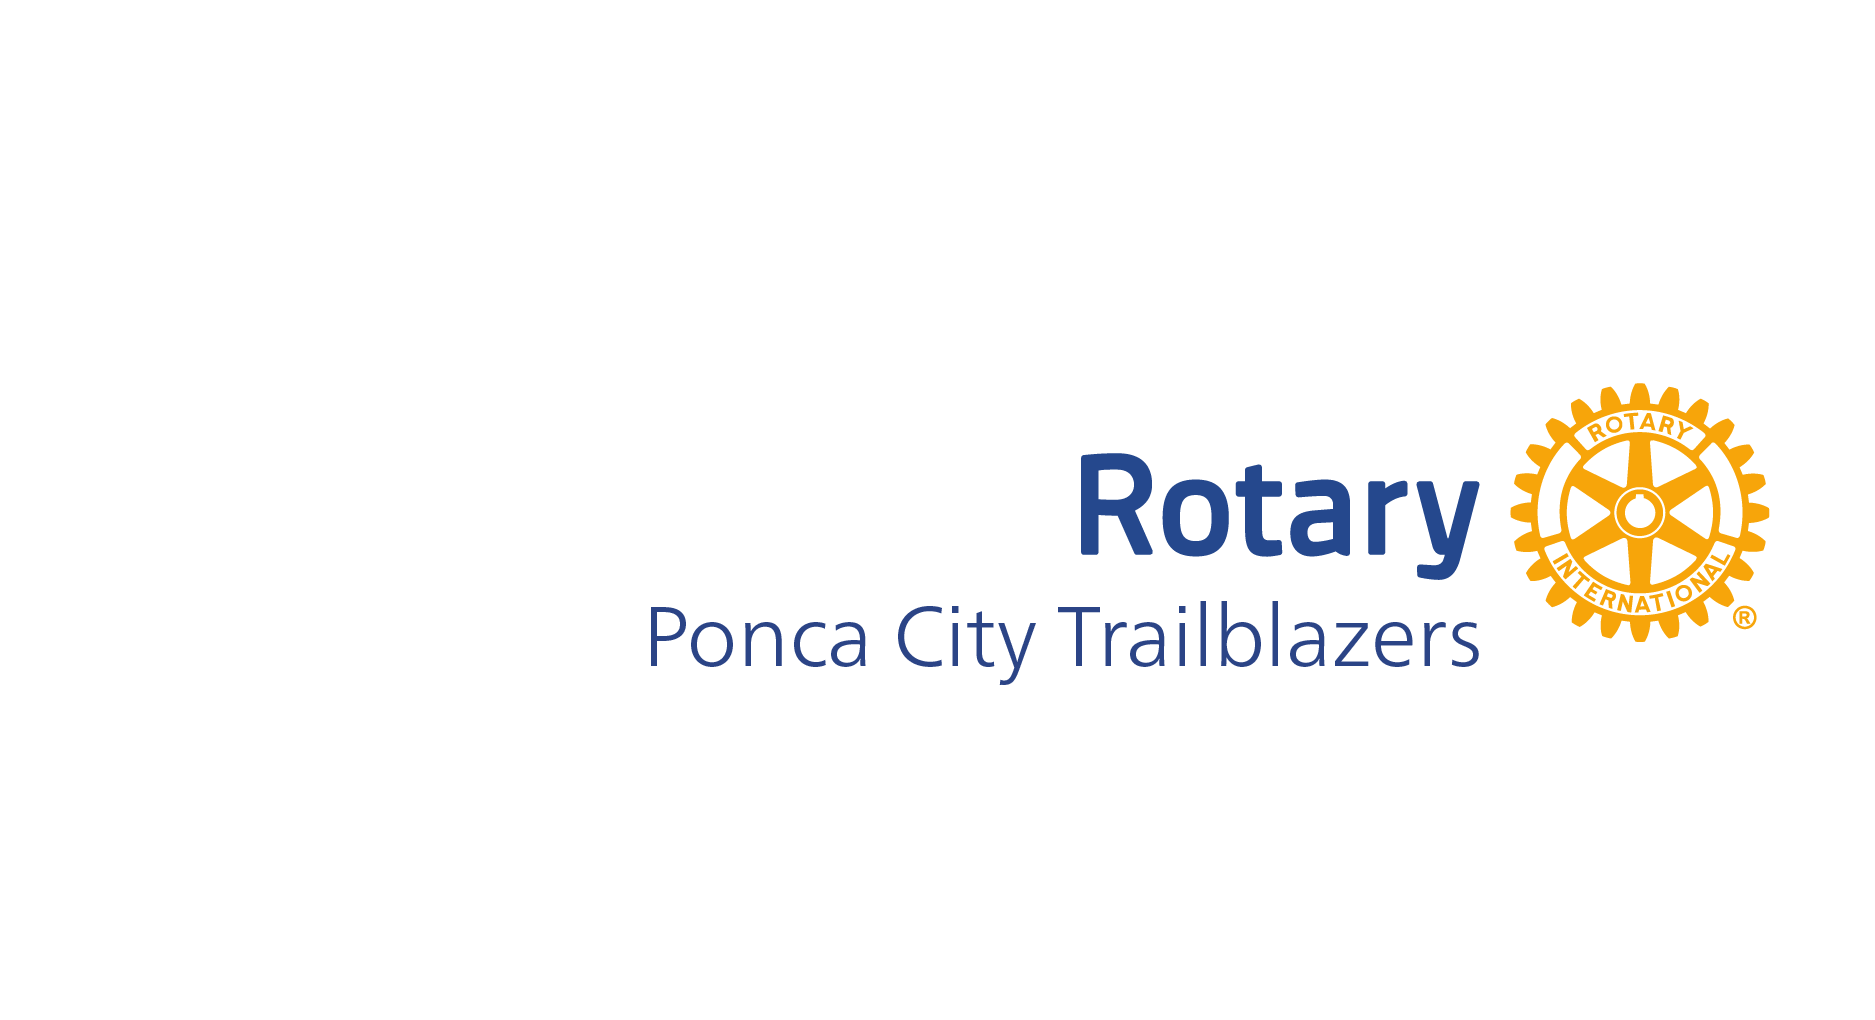 Rotary
Ponca City Trailblazers
ROTARY
INTERNATIONAL
®